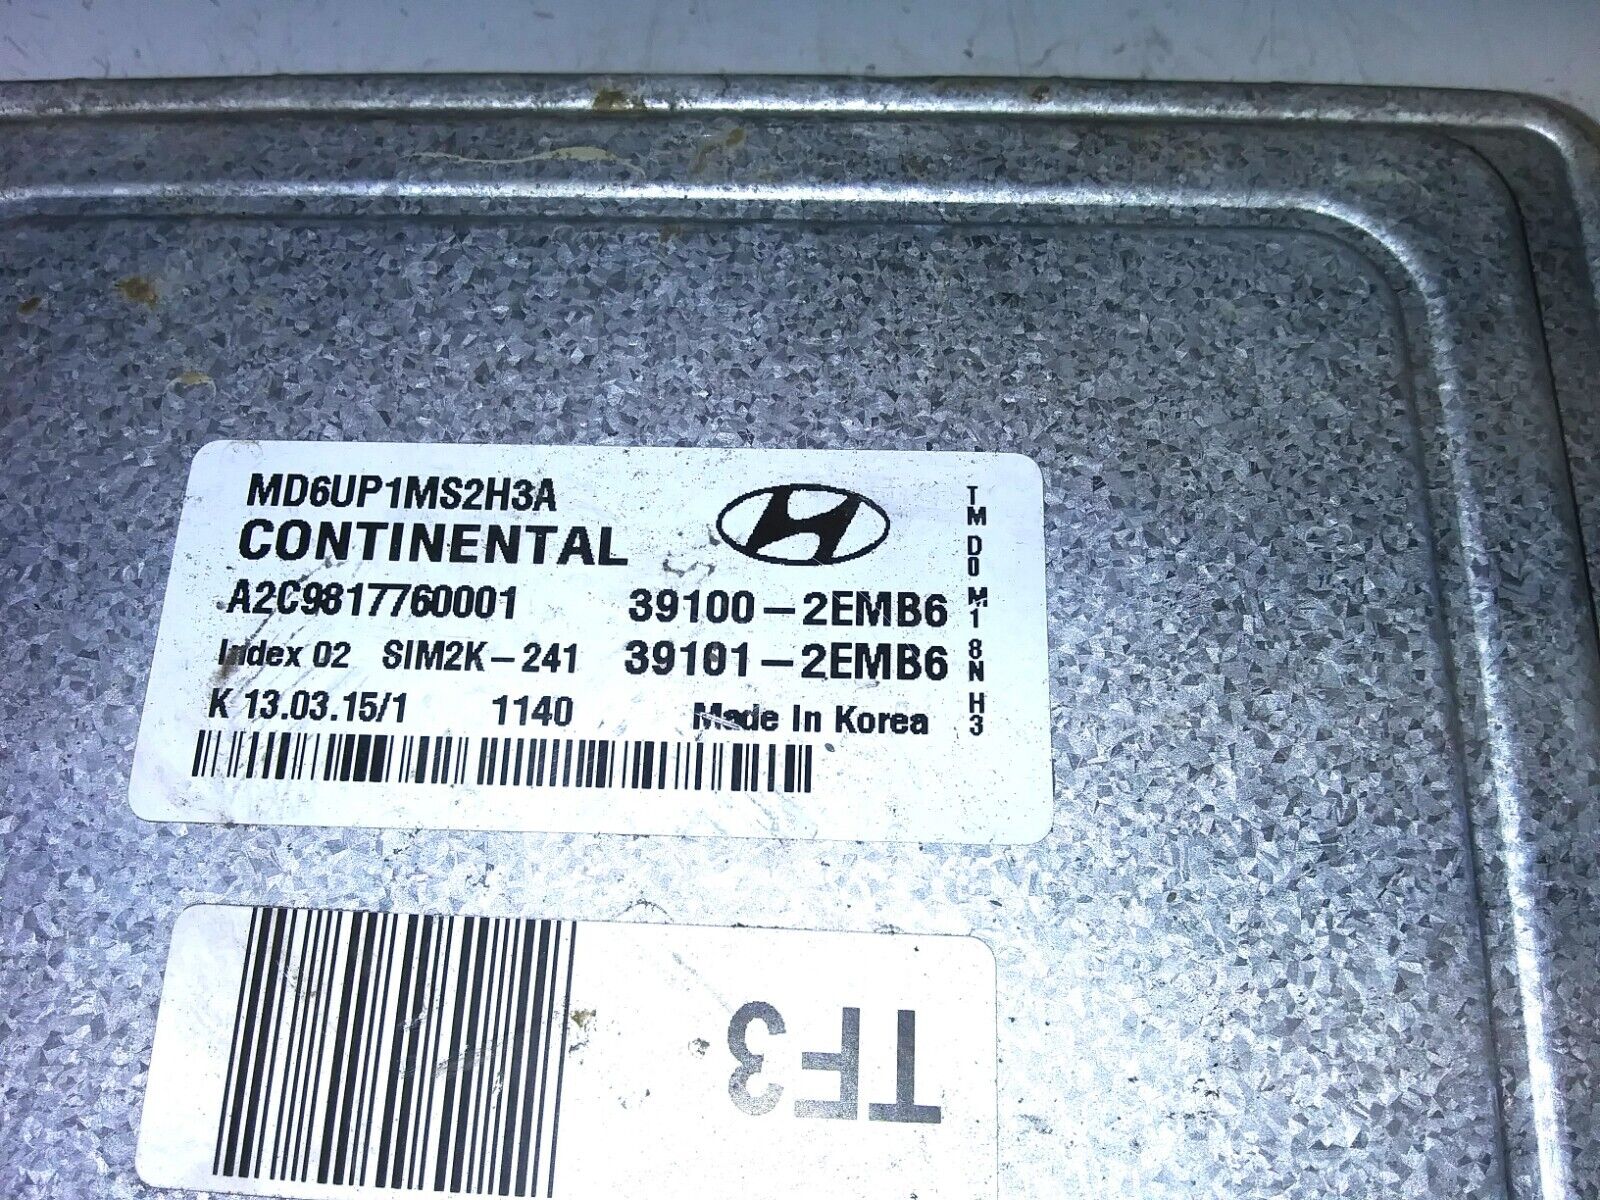 MD6UP1MS2H3A
CONTINENTAL
A2C9817760001 39100-2EMB6
Index 02 SIM2K-241 39101-2EMB6
K 13.03.15/1 1140 Made In Korea
TM D0 M1 8N H3
TF3